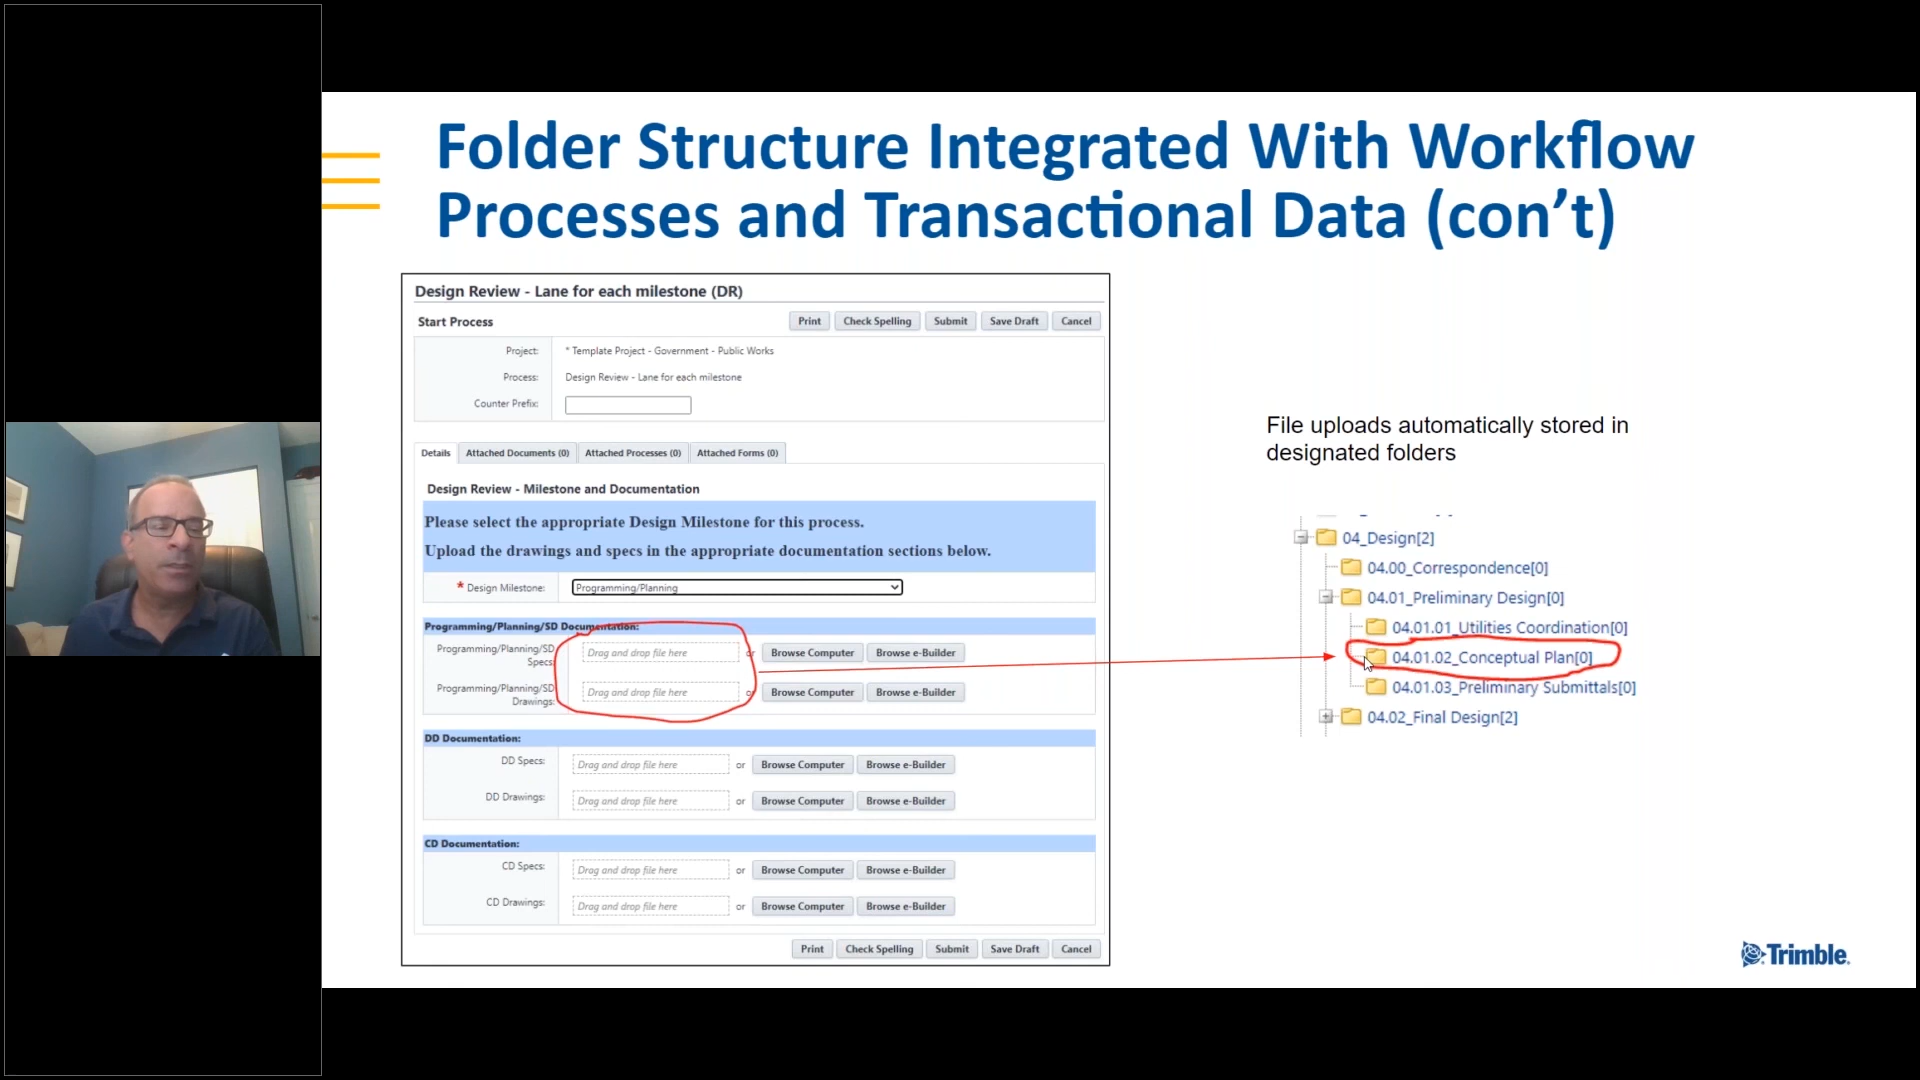 Folder Structure Integrated With Workflow
Processes and Transactional Data (con't)
Design Review - Lane for each milestone (DR)
Start Process
Print Check Spelling Submit Save Draft Cancel
Project: * Template Project - Government - Public Works
Process: Design Review - Lane for each milestone
Counter Prefix:
Details Attached Documents (0) Attached Processes (0) Attached Forms (0)
Design Review - Milestone and Documentation
Please select the appropriate Design Milestone for this process.
Upload the drawings and specs in the appropriate documentation sections below.
* Design Milestone: Programming/Planning
Programming/Planning/SD Documentation:
Programming/Planning/SD Drag and drop file here or Browse Computer Browse e-Builder
Specs:
Programming/Planning/SD Drag and drop file here or Browse Computer Browse e-Builder
Drawings:
DD Documentation:
DD Specs: Drag and drop file here or Browse Computer Browse e-Builder
DD Drawings: Drag and drop file here or Browse Computer Browse e-Builder
CD Documentation:
CD Specs: Drag and drop file here or Browse Computer Browse e-Builder
CD Drawings: Drag and drop file here or Browse Computer Browse e-Builder
Print Check Spelling Submit Save Draft Cancel
File uploads automatically stored in
designated folders
04_Design[2]
04.00_Correspondence[0]
04.01_Preliminary Design[0]
04.01.01_Utilities Coordination[0]
04.01.02_Conceptual Plan[0]
04.01.03_Preliminary Submittals[0]
04.02_Final Design[2]
Trimble.